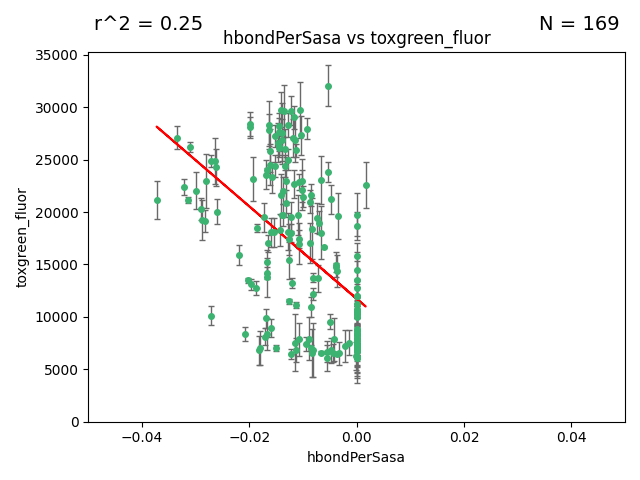 r^2 = 0.25
N = 169
hbondPerSasa vs toxgreen_fluor
35000
30000
25000
20000
15000
10000
5000
0
toxgreen_fluor
−0.04
−0.02
0.00
0.02
0.04
hbondPerSasa